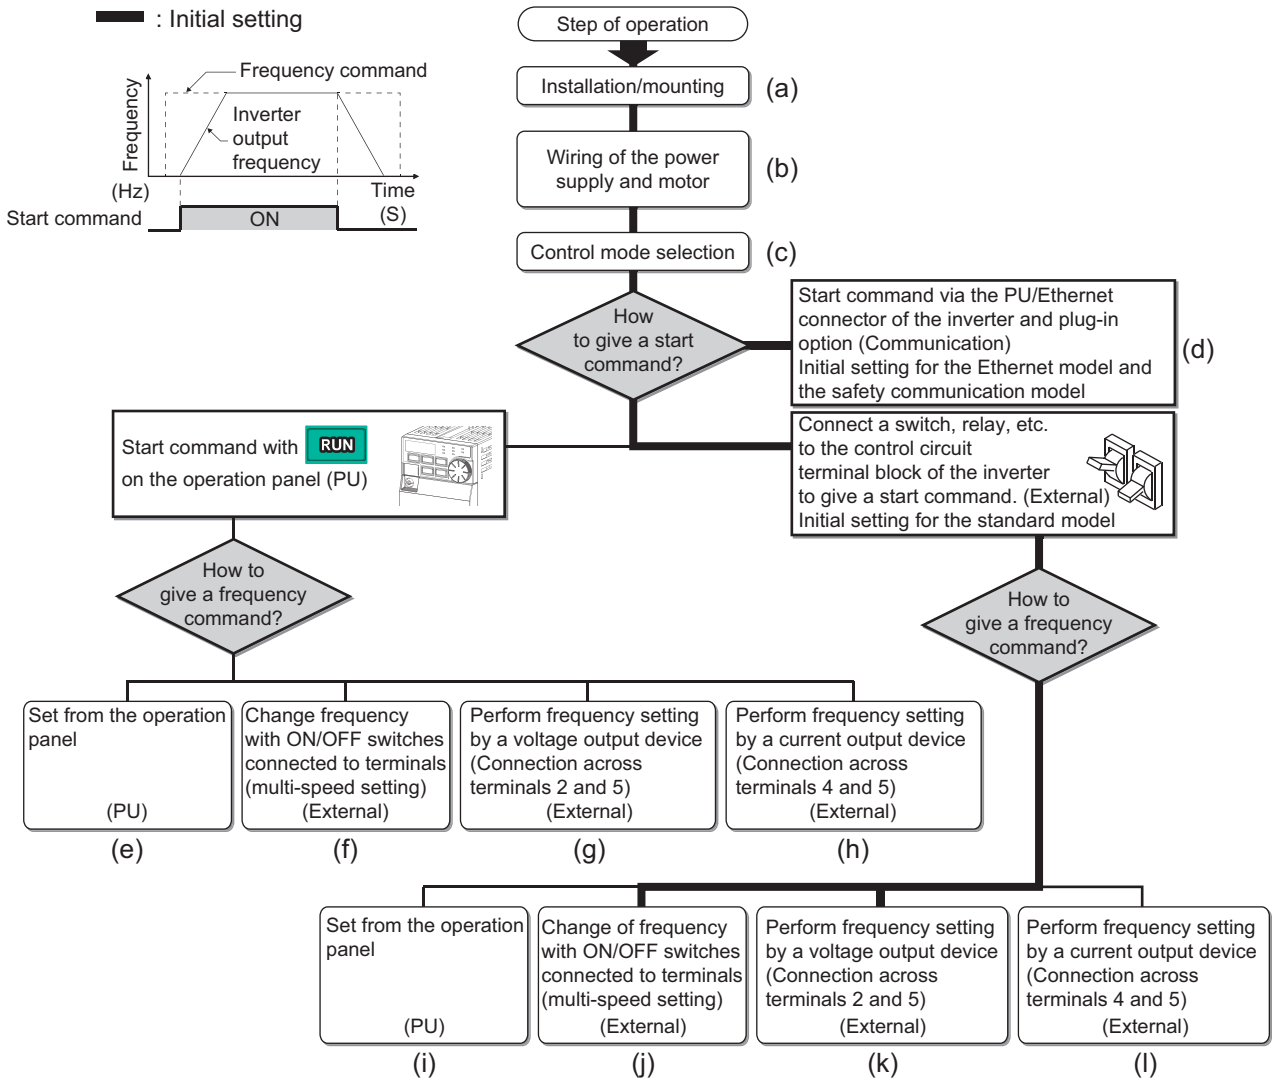 : Initial setting
Frequency command
Inverter
output
frequency
Frequency
(Hz)
Time
(S)
Start command
ON
Step of operation
Installation/mounting
(a)
Wiring of the power
supply and motor
(b)
Control mode selection
(c)
How
to give a start
command?
Start command via the PU/Ethernet
connector of the inverter and plug-in
option (Communication)
Initial setting for the Ethernet model and
the safety communication model
(d)
Start command with RUN
on the operation panel (PU)
Connect a switch, relay, etc.
to the control circuit
terminal block of the inverter
to give a start command. (External)
Initial setting for the standard model
How to
give a frequency
command?
How to
give a frequency
command?
Set from the operation
panel
(PU)
(e)
Change frequency
with ON/OFF switches
connected to terminals
(multi-speed setting)
(External)
(f)
Perform frequency setting
by a voltage output device
(Connection across
terminals 2 and 5)
(External)
(g)
Perform frequency setting
by a current output device
(Connection across
terminals 4 and 5)
(External)
(h)
Set from the operation
panel
(PU)
(i)
Change of frequency
with ON/OFF switches
connected to terminals
(multi-speed setting)
(External)
(j)
Perform frequency setting
by a voltage output device
(Connection across
terminals 2 and 5)
(External)
(k)
Perform frequency setting
by a current output device
(Connection across
terminals 4 and 5)
(External)
(l)